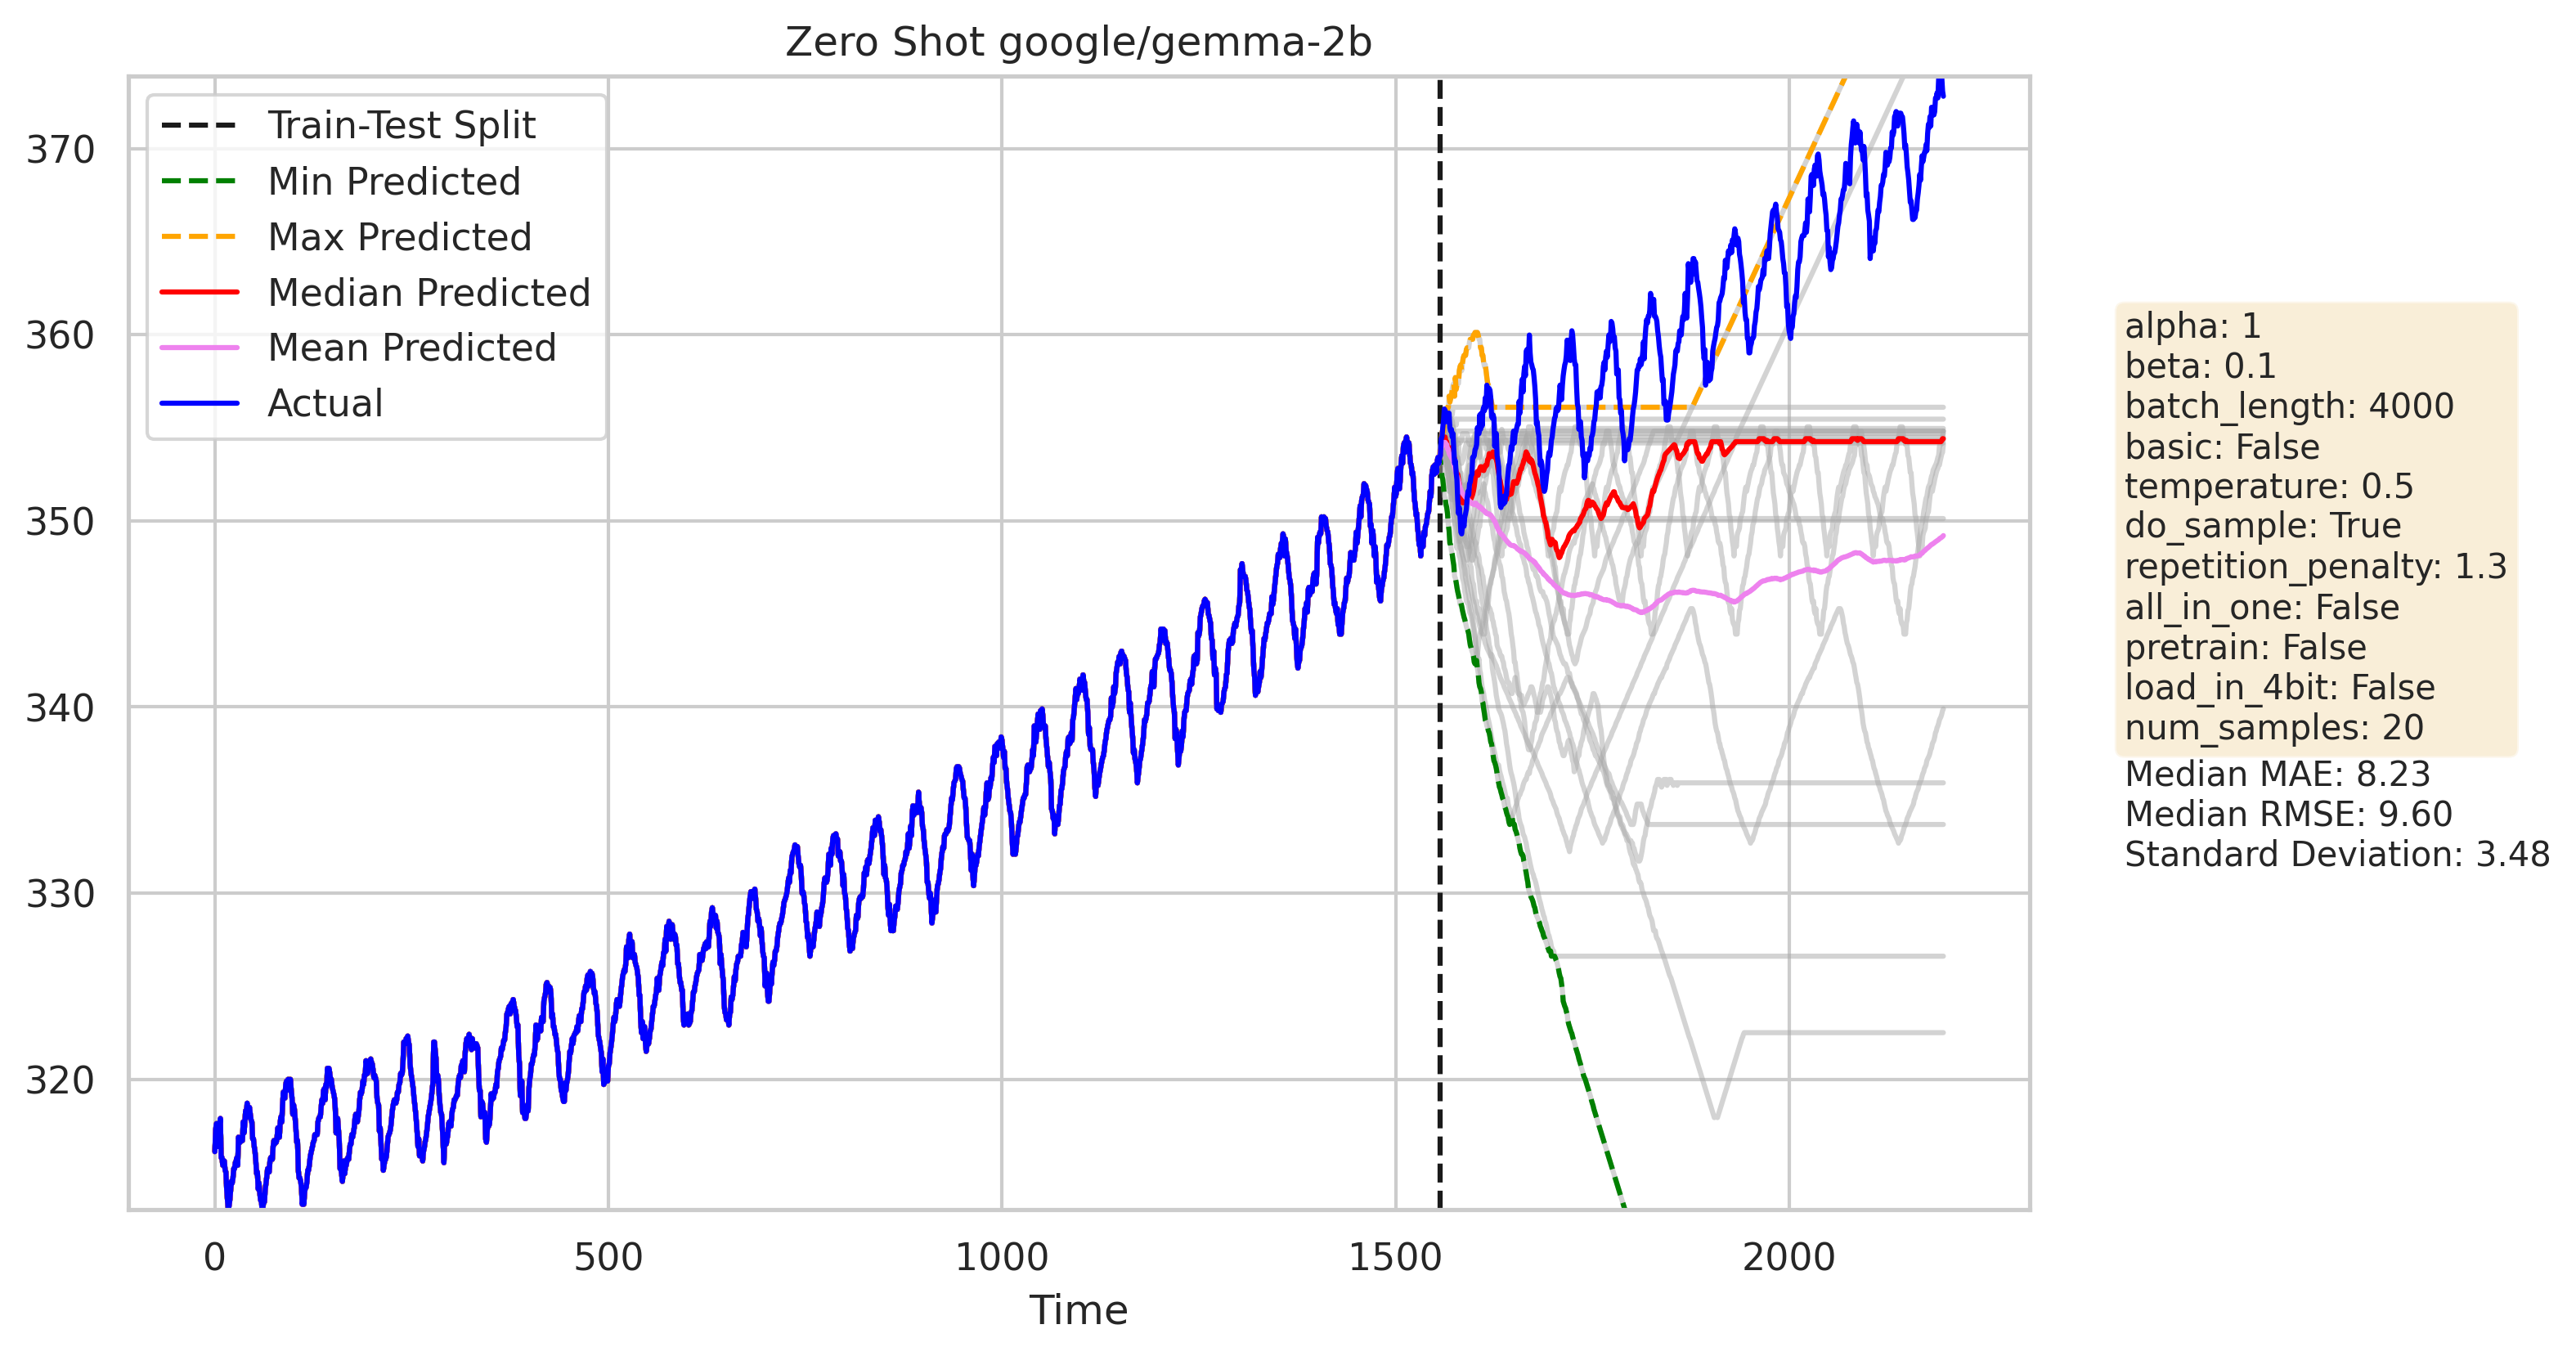 Zero Shot google/gemma-2b
Train-Test Split
Min Predicted
Max Predicted
Median Predicted
Mean Predicted
Actual
370
360
350
340
330
320
0
500
1000
1500
2000
Time
alpha: 1
beta: 0.1
batch_length: 4000
basic: False
temperature: 0.5
do_sample: True
repetition_penalty: 1.3
all_in_one: False
pretrain: False
load_in_4bit: False
num_samples: 20
Median MAE: 8.23
Median RMSE: 9.60
Standard Deviation: 3.48